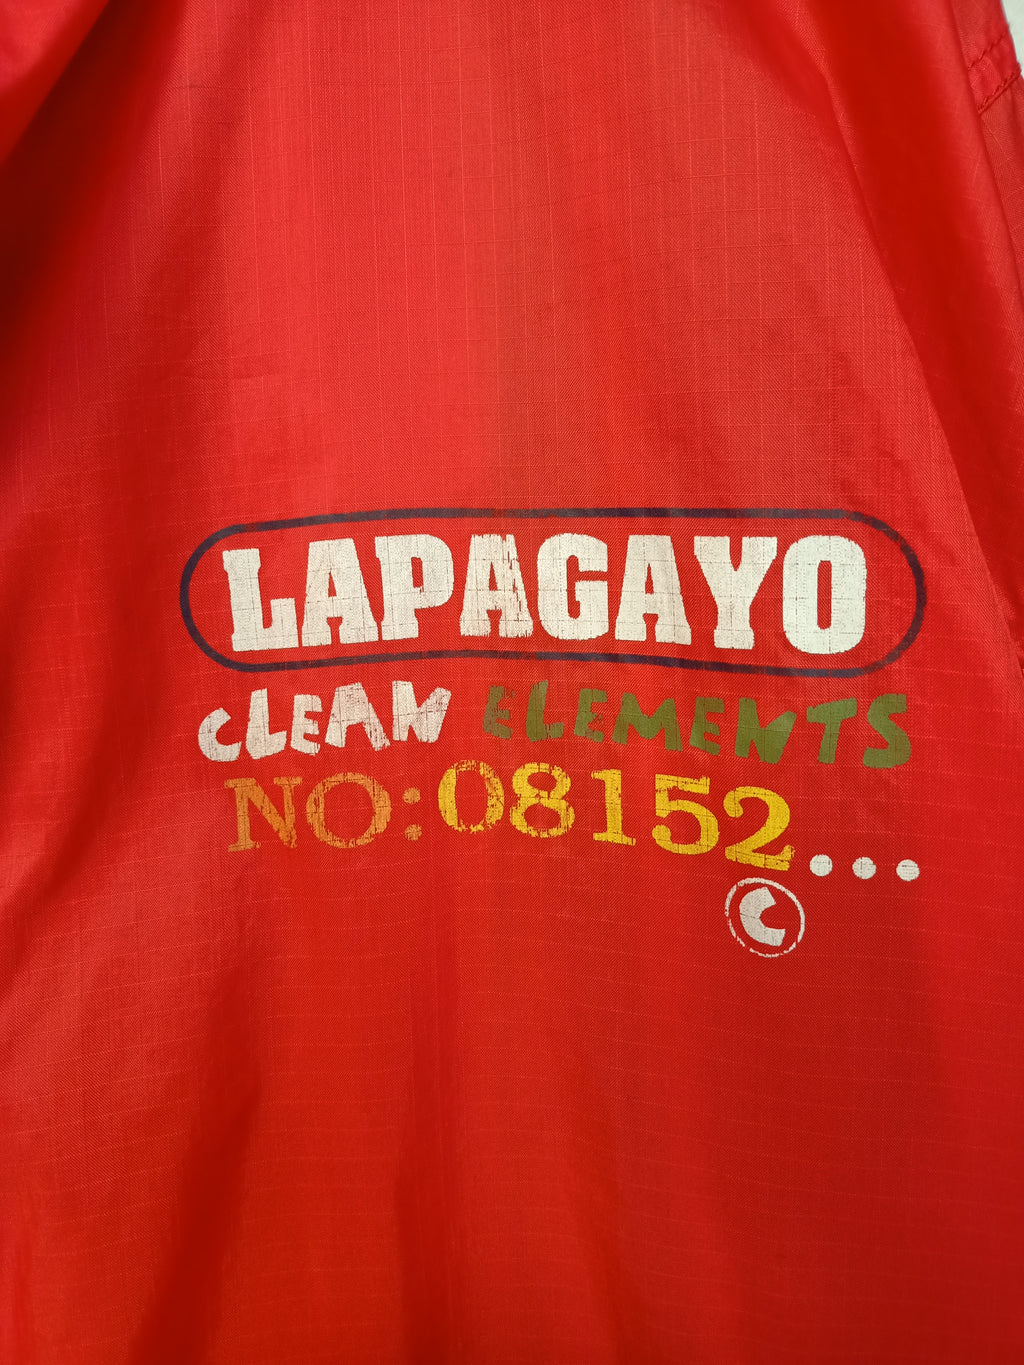 LAPAGAYO
CLEAN ELEMENTS
NO:08152...
C